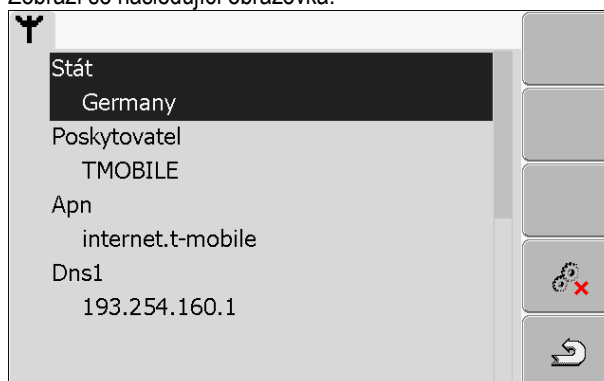 Zobrazí se následující obrazovka:
Stát
Germany
Poskytovatel
TMOBILE
Apn
internet.t-mobile
Dns1
193.254.160.1